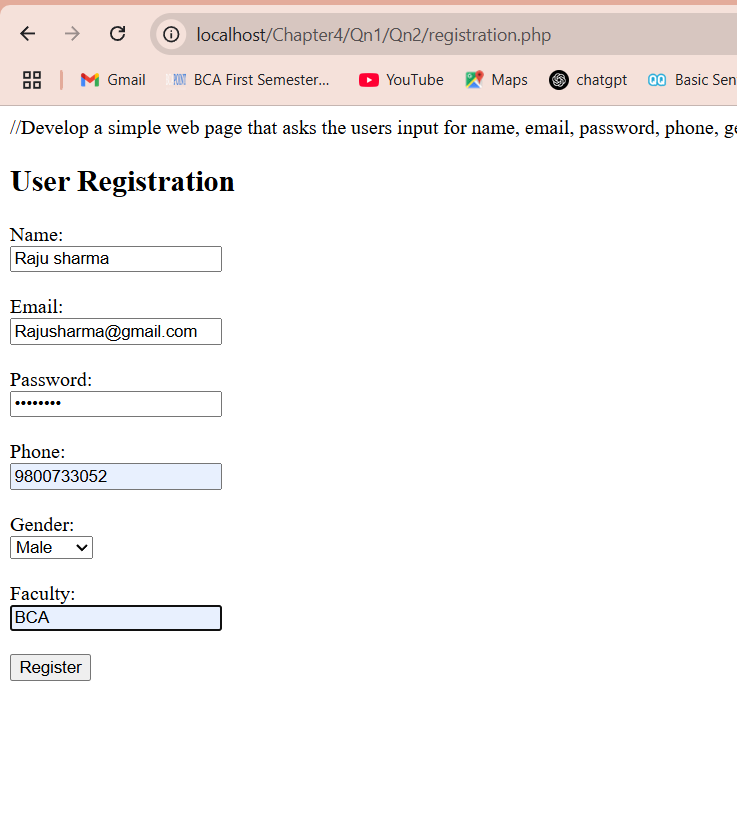 localhost/Chapter4/Qn1/Qn2/registration.php
Gmail BCA First Semester... YouTube Maps chatgpt Basic Sen
//Develop a simple web page that asks the users input for name, email, password, phone, ge
User Registration
Name:
Raju sharma
Email:
Rajusharma@gmail.com
Password:
••••••••
Phone:
9800733052
Gender:
Male
Faculty:
BCA
Register